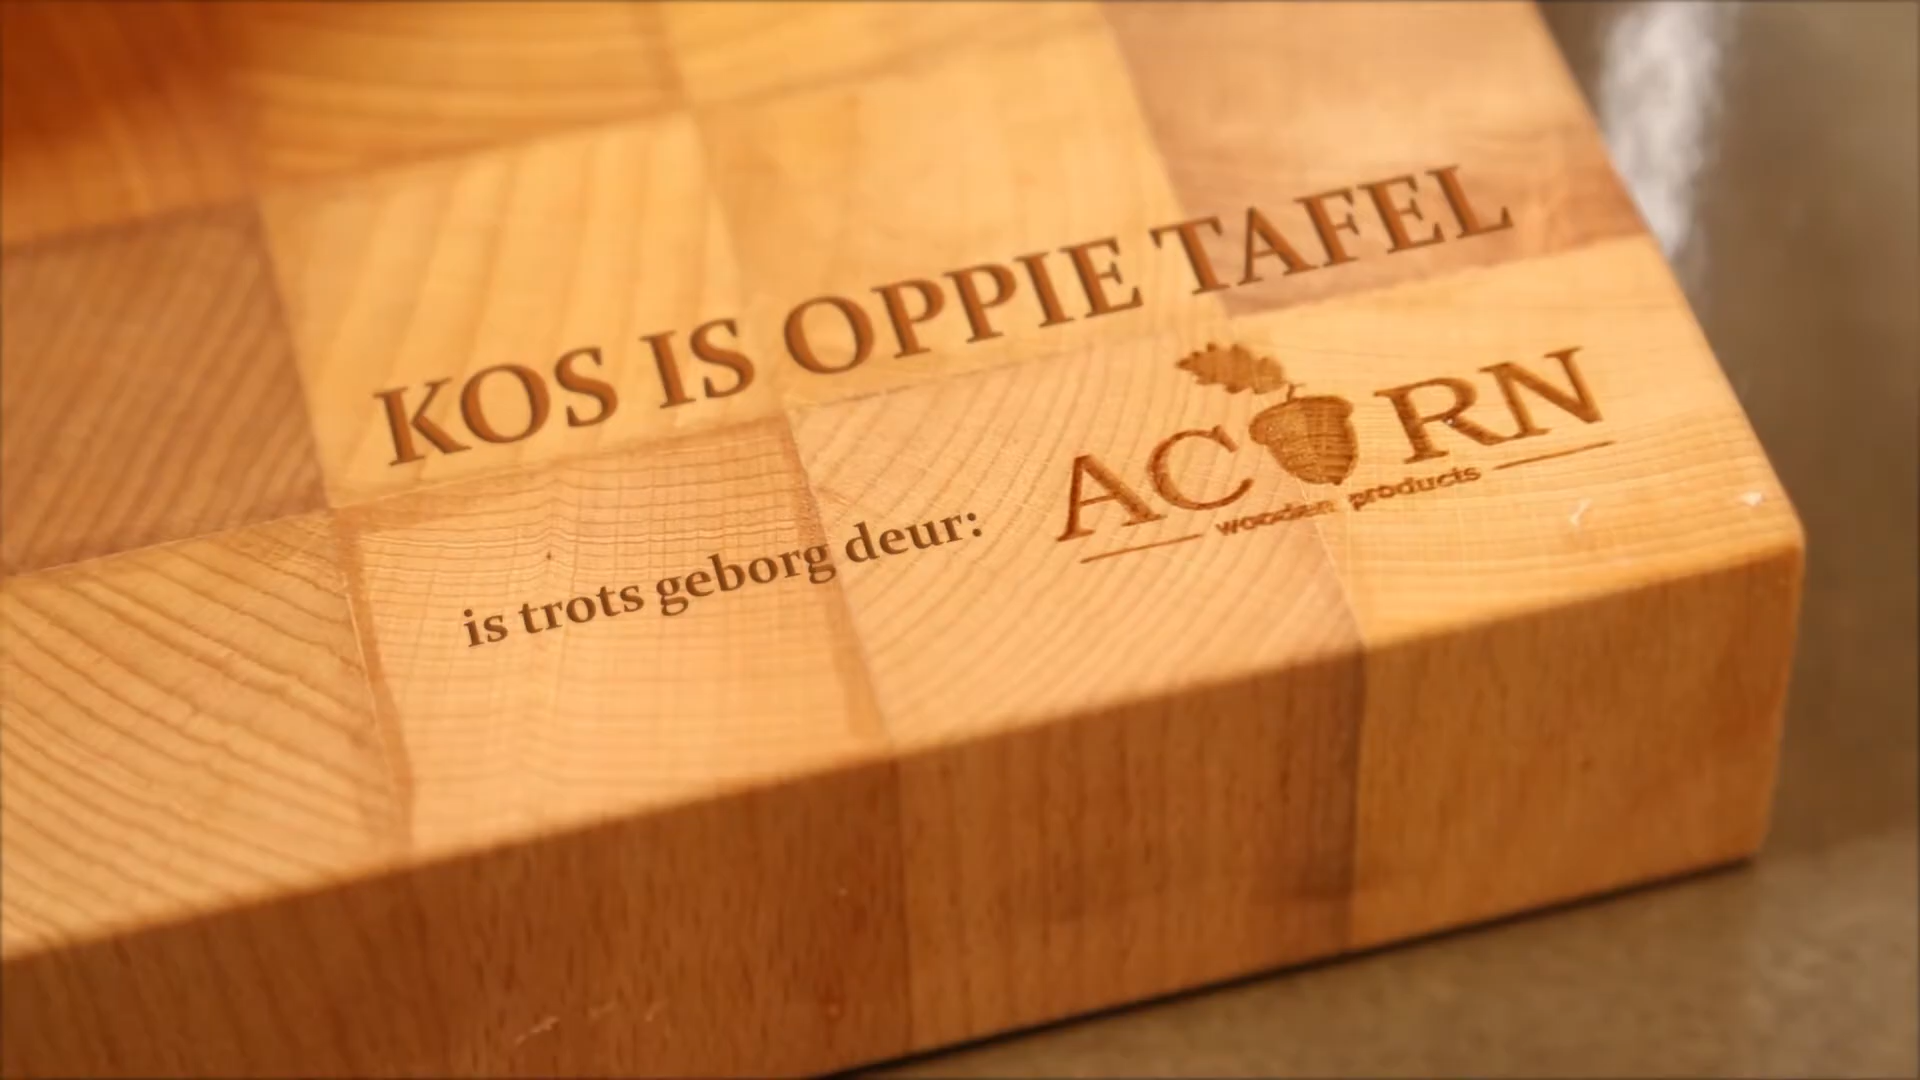 KOS IS OPPIE TAFEL
is trots geborg deur:
ACORN
wooden products